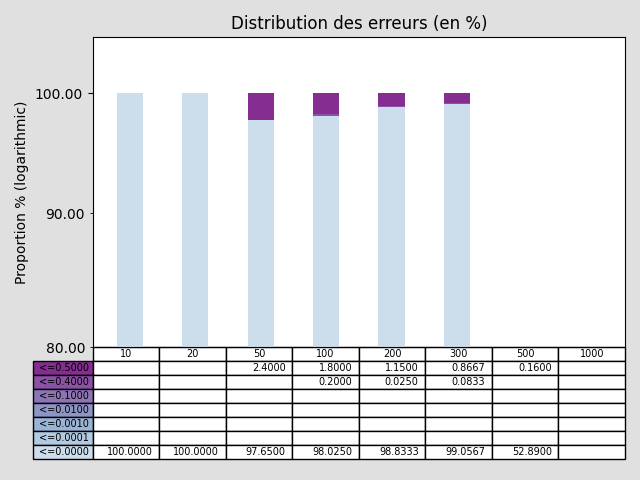 Distribution des erreurs (en %)
Proportion % (logarithmic)
100.00
90.00
80.00
10 20 50 100 200 300 500 1000
<=0.5000 2.4000 1.8000 1.1500 0.8667 0.1600
<=0.4000 0.2000 0.0250 0.0833
<=0.1000
<=0.0100
<=0.0010
<=0.0001
<=0.0000 100.0000 100.0000 97.6500 98.0250 98.8333 99.0567 52.8900